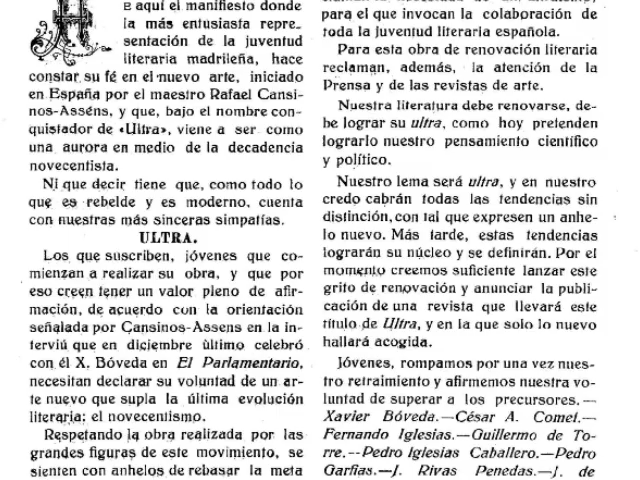 HE aquí el manifiesto donde
la más entusiasta repre-
sentación de la juventud
literaria madrileña, hace
constar su fé en el nuevo arte, iniciado
en España por el maestro Rafael Cansi-
nos-Asséns, y que, bajo el nombre con-
quistador de «Ultra», viene a ser como
una aurora en medio de la decadencia
novecentista.
Ni que decir tiene que, como todo lo
que es rebelde y es moderno, cuenta
con nuestras más sinceras simpatías.
ULTRA.
Los que suscriben, jóvenes que co-
mienzan a realizar su obra, y que por
eso creen tener un valor pleno de afir-
mación, de acuerdo con la orientación
señalada por Cansinos-Assens en la in-
terviú que en diciembre último celebró
con él X. Bóveda en El Parlamentario,
necesitan declarar su voluntad de un ar-
te nuevo que supla la última evolución
literaria: el novecentismo.
Respetando la obra realizada por las
grandes figuras de este movimiento, se
sienten con anhelos de rebasar la meta
para el que invocan la colaboración de
toda la juventud literaria española.
Para esta obra de renovación literaria
reclaman, además, la atención de la
Prensa y de las revistas de arte.
Nuestra literatura debe renovarse, de-
be lograr su ultra, como hoy pretenden
lograrlo nuestro pensamiento científico
y político.
Nuestro lema será ultra, y en nuestro
credo cabrán todas las tendencias sin
distinción, con tal que expresen un anhe-
lo nuevo. Más tarde, estas tendencias
lograrán su núcleo y se definirán. Por el
momento creemos suficiente lanzar este
grito de renovación y anunciar la publi-
cación de una revista que llevará este
título de Ultra, y en la que solo lo nuevo
hallará acogida.
Jóvenes, rompamos por una vez nues-
tro retraimiento y afirmemos nuestra vo-
luntad de superar a los precursores.—
Xavier Bóveda.—César A. Comet.—
Fernando Iglesias.—Guillermo de To-
rre.--Pedro Iglesias Caballero.—Pedro
Garfias.—J. Rivas Penedas.—J. de